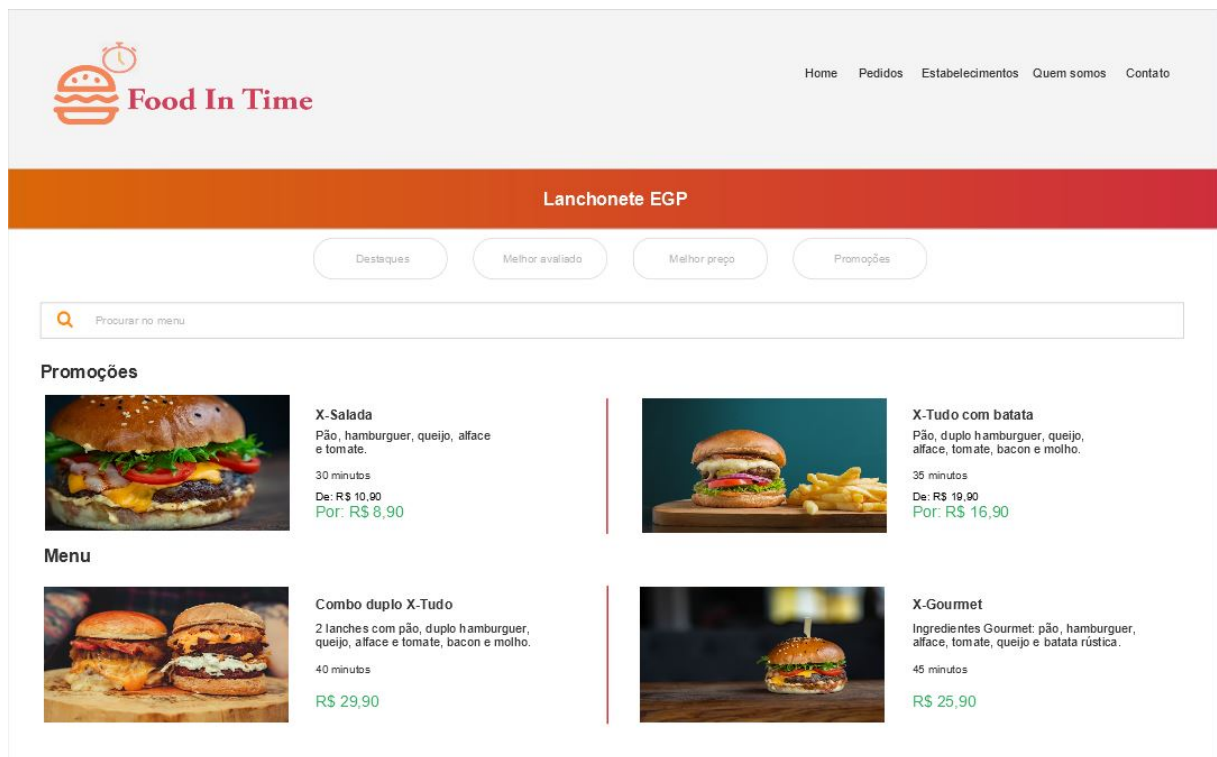 Food In Time
Home Pedidos Estabelecimentos Quem somos Contato
Lanchonete EGP
Destaques Melhor avaliado Melhor preço Promoções
Procurar no menu
Promoções
X-Salada
Pão, hamburguer, queijo, alface
e tomate.
30 minutos
De: R$ 10,90
Por: R$ 8,90
X-Tudo com batata
Pão, duplo hamburguer, queijo,
alface, tomate, bacon e molho.
35 minutos
De: R$ 19,90
Por: R$ 16,90
Menu
Combo duplo X-Tudo
2 lanches com pão, duplo hamburguer,
queijo, alface e tomate, bacon e molho.
40 minutos
R$ 29,90
X-Gourmet
Ingredientes Gourmet: pão, hamburguer,
alface, tomate, queijo e batata rústica.
45 minutos
R$ 25,90